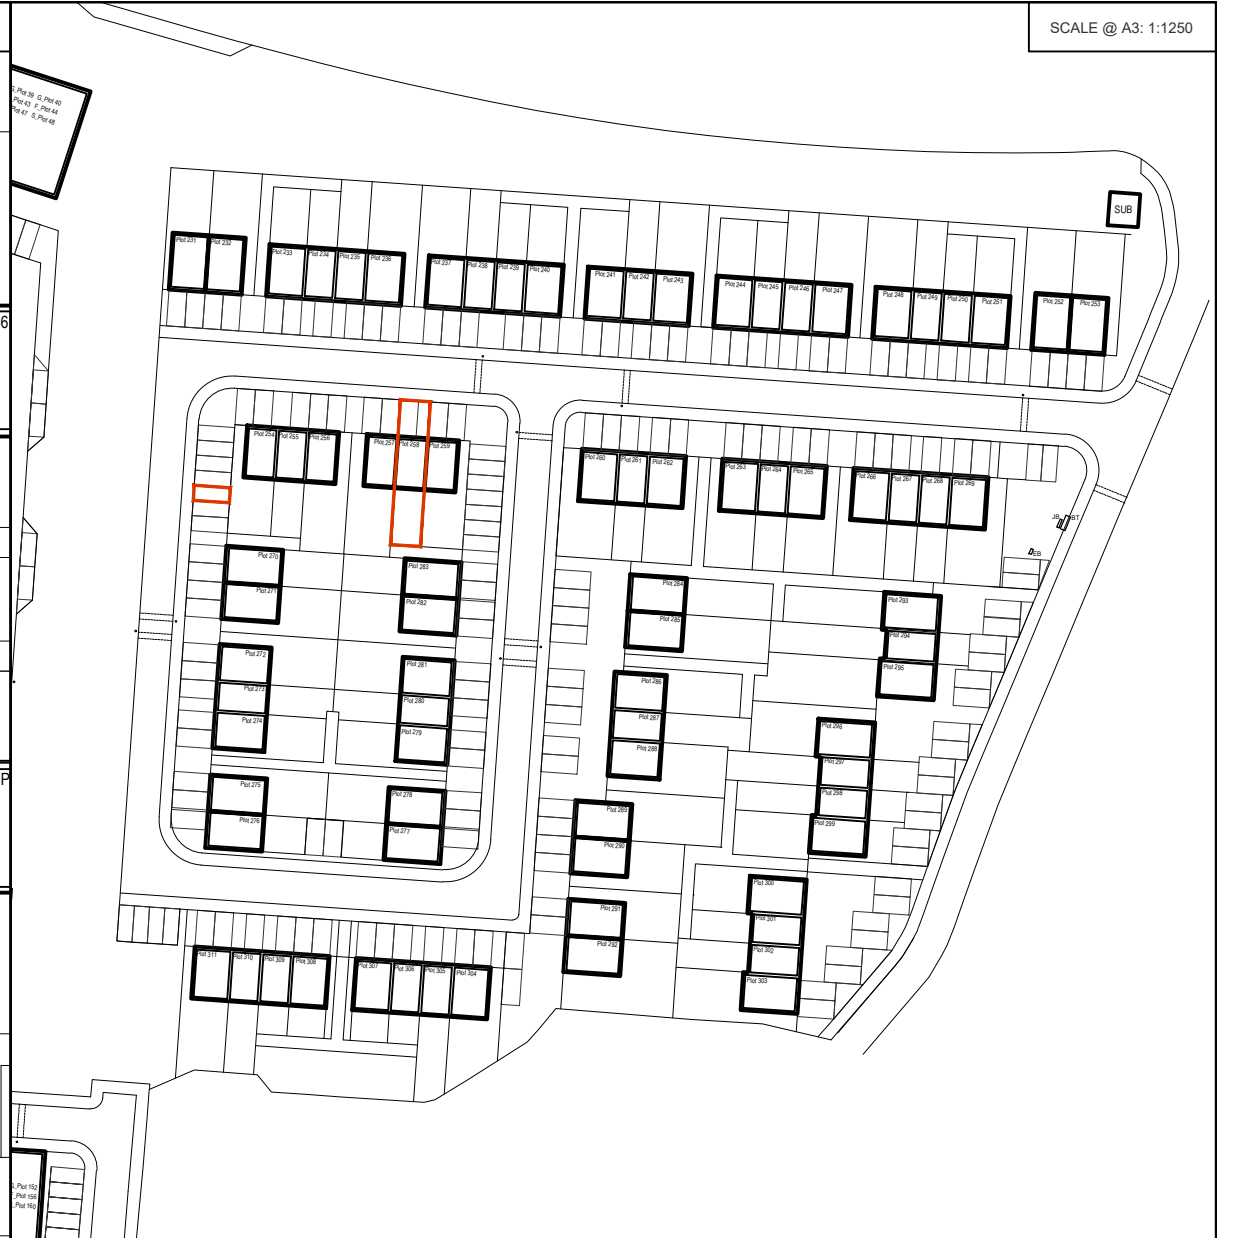 SCALE @ A3: 1:1250
G_Plot 40
F_Plot 44
S_Plot 48
SUB
Plot 231
Plot 232
Plot 233
Plot 234
Plot 235
Plot 236
Plot 237
Plot 238
Plot 239
Plot 240
Plot 241
Plot 242
Plot 243
Plot 244
Plot 245
Plot 246
Plot 247
Plot 248
Plot 249
Plot 250
Plot 251
Plot 252
Plot 253
6
Plot 254
Plot 255
Plot 256
Plot 257
Plot 258
Plot 259
Plot 260
Plot 261
Plot 262
Plot 263
Plot 264
Plot 265
Plot 266
Plot 267
Plot 268
Plot 269
JB
BT
EB
Plot 270
Plot 271
Plot 283
Plot 282
Plot 284
Plot 285
Plot 293
Plot 294
Plot 295
Plot 272
Plot 273
Plot 274
Plot 281
Plot 280
Plot 279
Plot 286
Plot 287
Plot 288
Plot 296
Plot 297
Plot 298
Plot 299
P
Plot 275
Plot 276
Plot 278
Plot 277
Plot 289
Plot 290
Plot 300
Plot 301
Plot 302
Plot 303
Plot 291
Plot 292
Plot 311
Plot 310
Plot 309
Plot 308
Plot 307
Plot 306
Plot 305
Plot 304
Plot 152
Plot 156
Plot 160